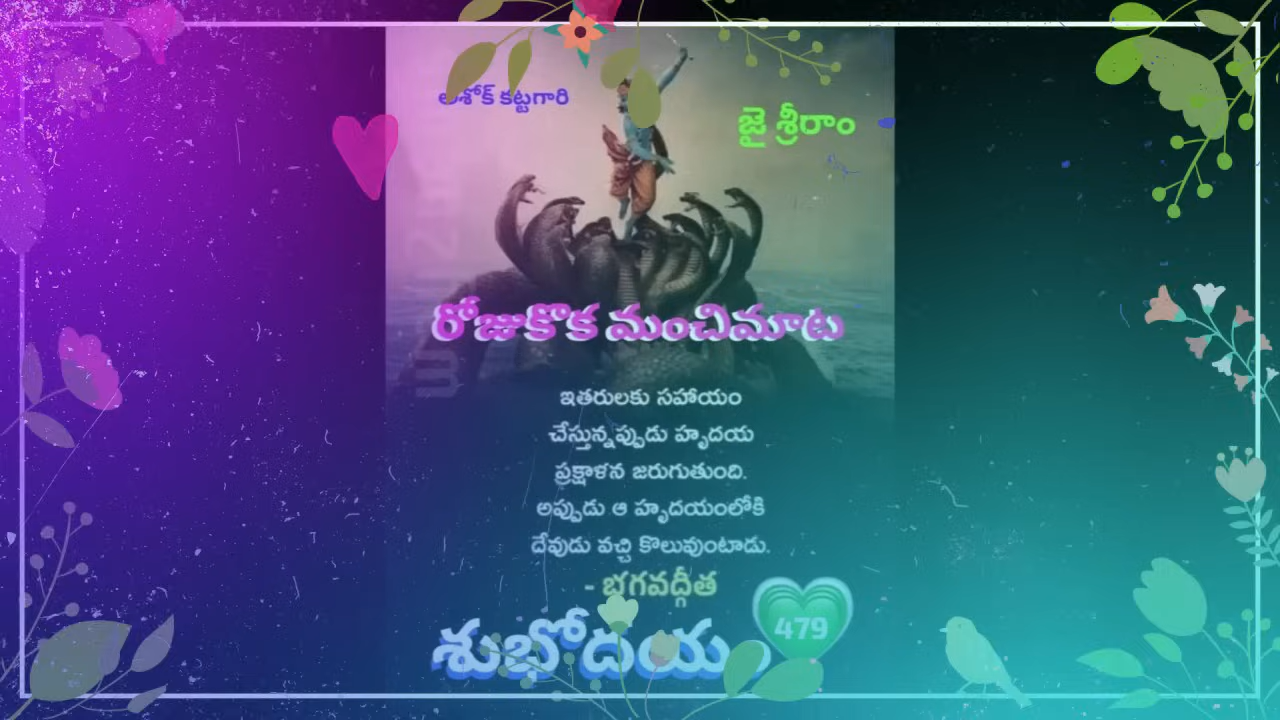 అశోక్ కట్టగారి
జై శ్రీరాం
రోజుకొక మంచిమాట
ఇతరులకు సహాయం
చేస్తున్నప్పుడు హృదయ
ప్రక్షాళన జరుగుతుంది.
అప్పుడు ఆ హృదయంలోకి
దేవుడు వచ్చి కొలువుంటాడు.
- భగవద్గీత
479
శుభోదయం